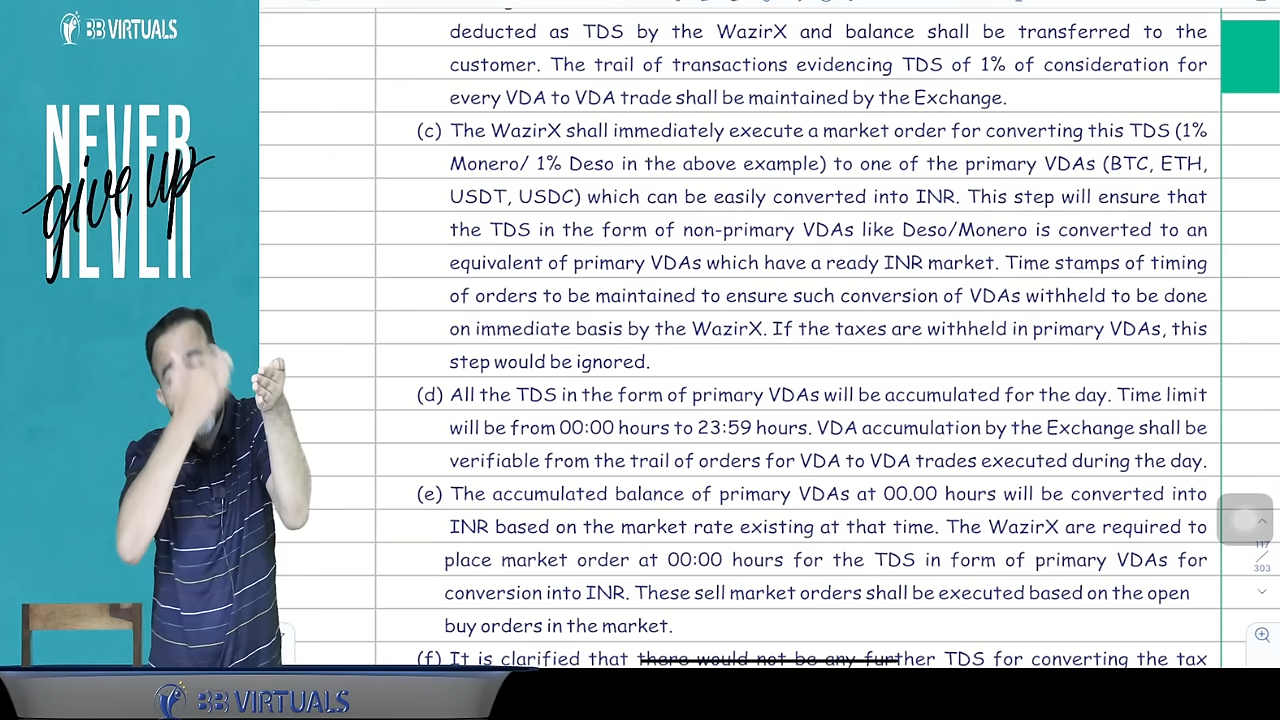 BB VIRTUALS
NEVER
give up
NEVER
deducted as TDS by the WazirX and balance shall be transferred to the
customer. The trail of transactions evidencing TDS of 1% of consideration for
every VDA to VDA trade shall be maintained by the Exchange.
(c) The WazirX shall immediately execute a market order for converting this TDS (1%
Monero/ 1% Deso in the above example) to one of the primary VDAs (BTC, ETH,
USDT, USDC) which can be easily converted into INR. This step will ensure that
the TDS in the form of non-primary VDAs like Deso/Monero is converted to an
equivalent of primary VDAs which have a ready INR market. Time stamps of timing
of orders to be maintained to ensure such conversion of VDAs withheld to be done
on immediate basis by the WazirX. If the taxes are withheld in primary VDAs, this
step would be ignored.
(d) All the TDS in the form of primary VDAs will be accumulated for the day. Time limit
will be from 00:00 hours to 23:59 hours. VDA accumulation by the Exchange shall be
verifiable from the trail of orders for VDA to VDA trades executed during the day.
(e) The accumulated balance of primary VDAs at 00.00 hours will be converted into
INR based on the market rate existing at that time. The WazirX are required to
place market order at 00:00 hours for the TDS in form of primary VDAs for
conversion into INR. These sell market orders shall be executed based on the open
buy orders in the market.
(f) It is clarified that there would not be any further TDS for converting the tax
117
303
BB VIRTUALS